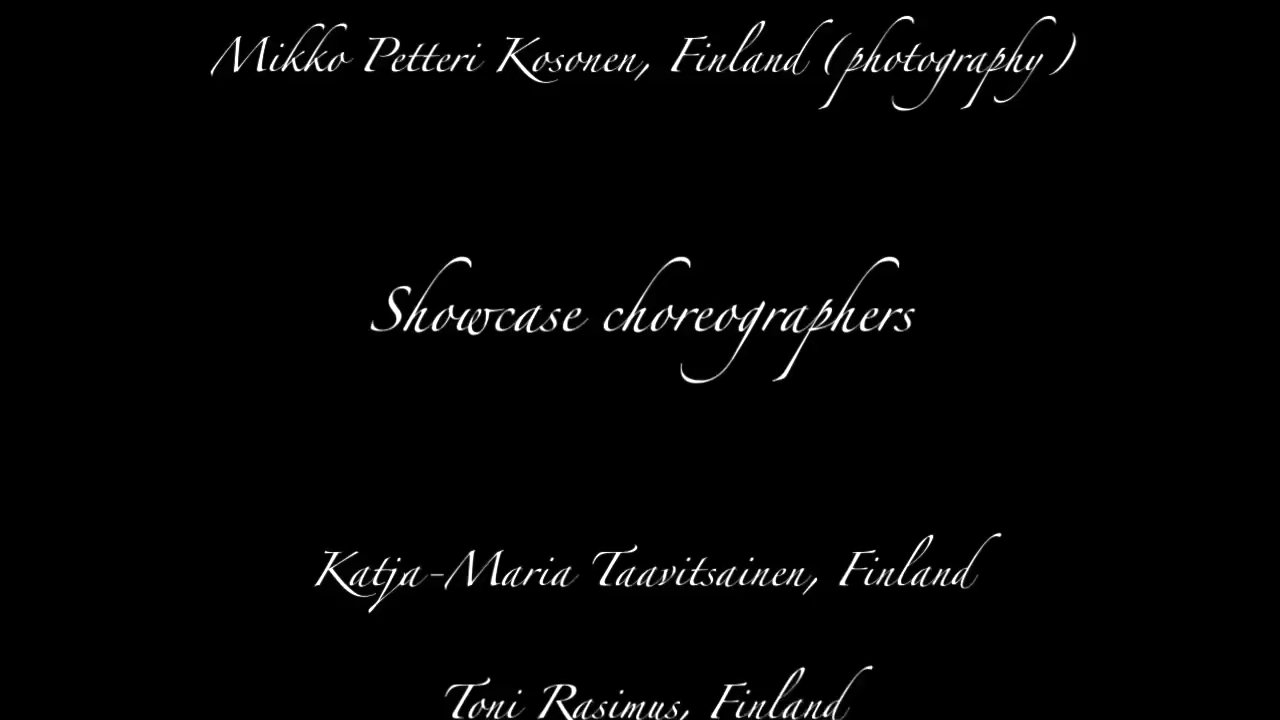 Mikko Petteri Kosonen, Finland (photography)
Showcase choreographers
Katja-Maria Taavitsainen, Finland
Toni Rasimus, Finland